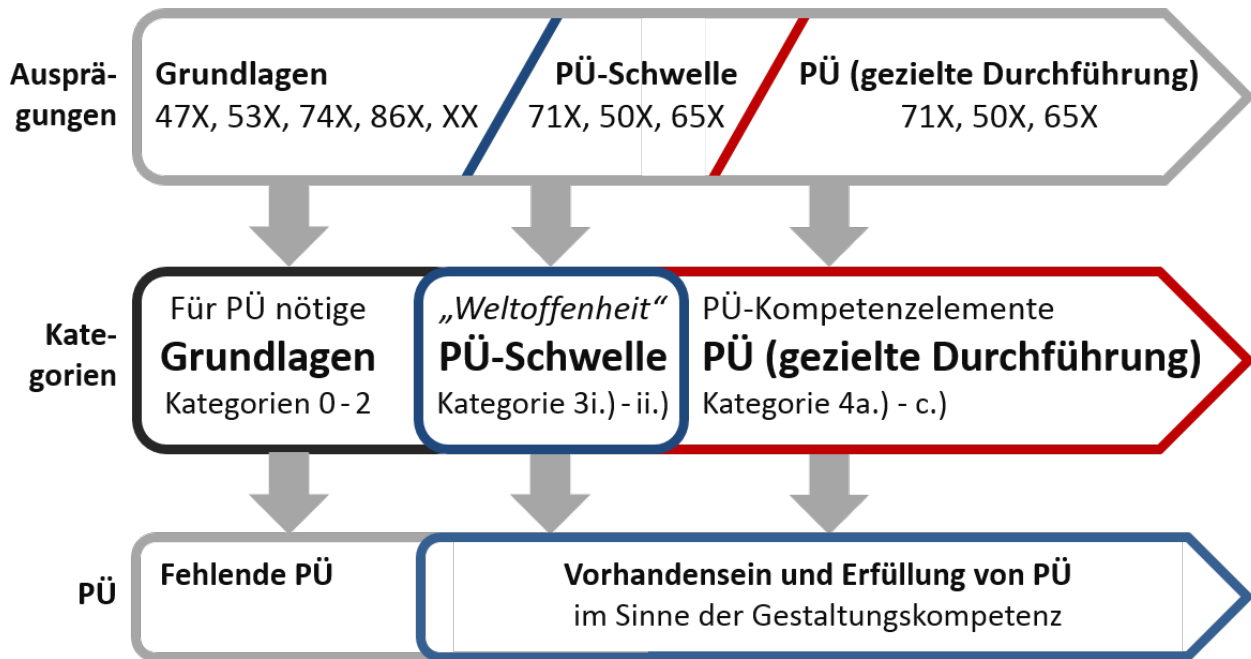 Ausprä-
gungen
Grundlagen
47X, 53X, 74X, 86X, XX
PÜ-Schwelle
71X, 50X, 65X
PÜ (gezielte Durchführung)
71X, 50X, 65X
Kate-
gorien
Für PÜ nötige
Grundlagen
Kategorien 0 - 2
„Weltoffenheit“
PÜ-Schwelle
Kategorie 3i.) - ii.)
PÜ-Kompetenzelemente
PÜ (gezielte Durchführung)
Kategorie 4a.) - c.)
PÜ
Fehlende PÜ
Vorhandensein und Erfüllung von PÜ
im Sinne der Gestaltungskompetenz